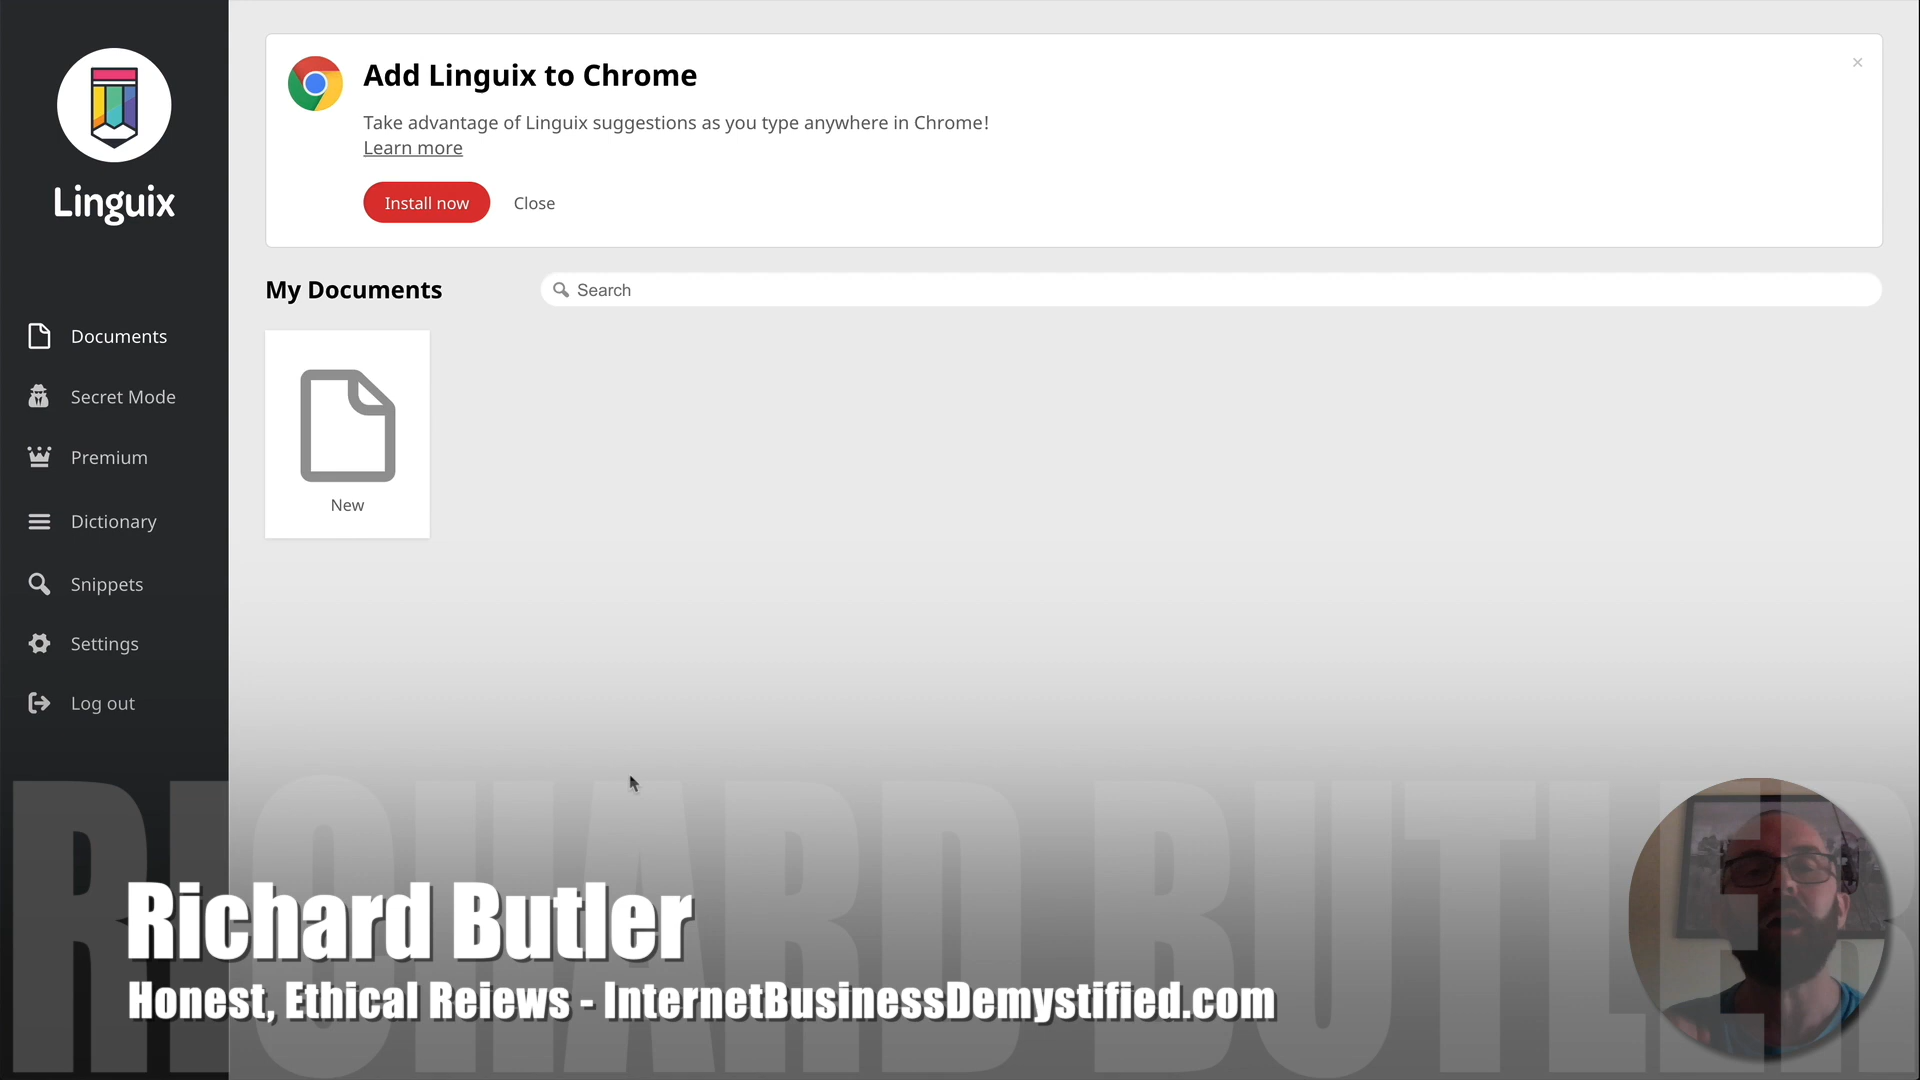 Linguix
Documents
Secret Mode
Premium
Dictionary
Snippets
Settings
Log out
Add Linguix to Chrome
Take advantage of Linguix suggestions as you type anywhere in Chrome!
Learn more
Install now
Close
×
My Documents
Search
New
RICHARD BUTLER
Richard Butler
Honest, Ethical Reiews - InternetBusinessDemystified.com